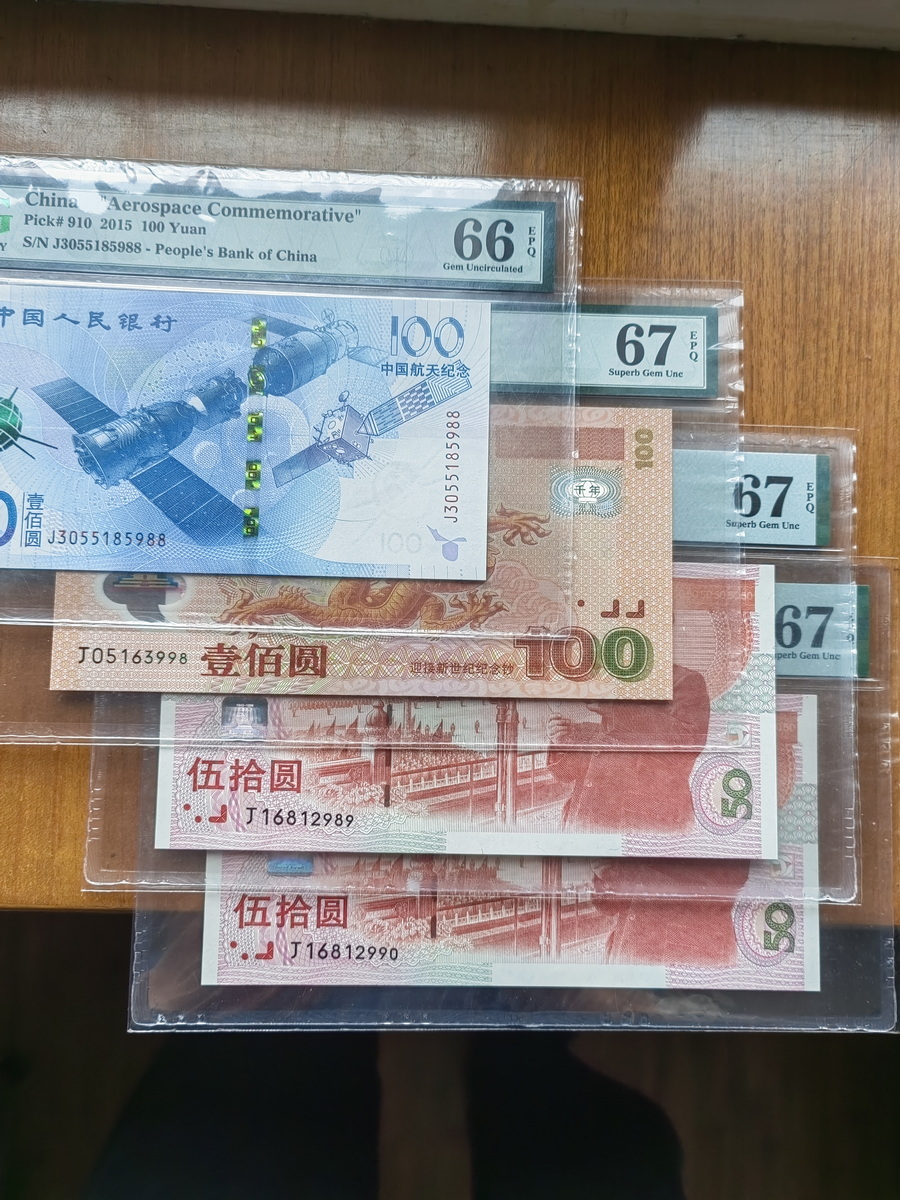 China "Aerospace Commemorative"
Pick# 910 2015 100 Yuan
S/N J3055185988 - People's Bank of China
66
EPQ
Gem Uncirculated
中国人民银行
100
中国航天纪念
J3055185988
0
壹佰圆
J3055185988
100
67
EPQ
Superb Gem Unc
100
千年
J05163998
壹佰圆
迎接新世纪纪念钞
100
67
EPQ
Superb Gem Unc
伍拾圆
J16812989
50
67
Superb Gem Unc
伍拾圆
J16812990
50